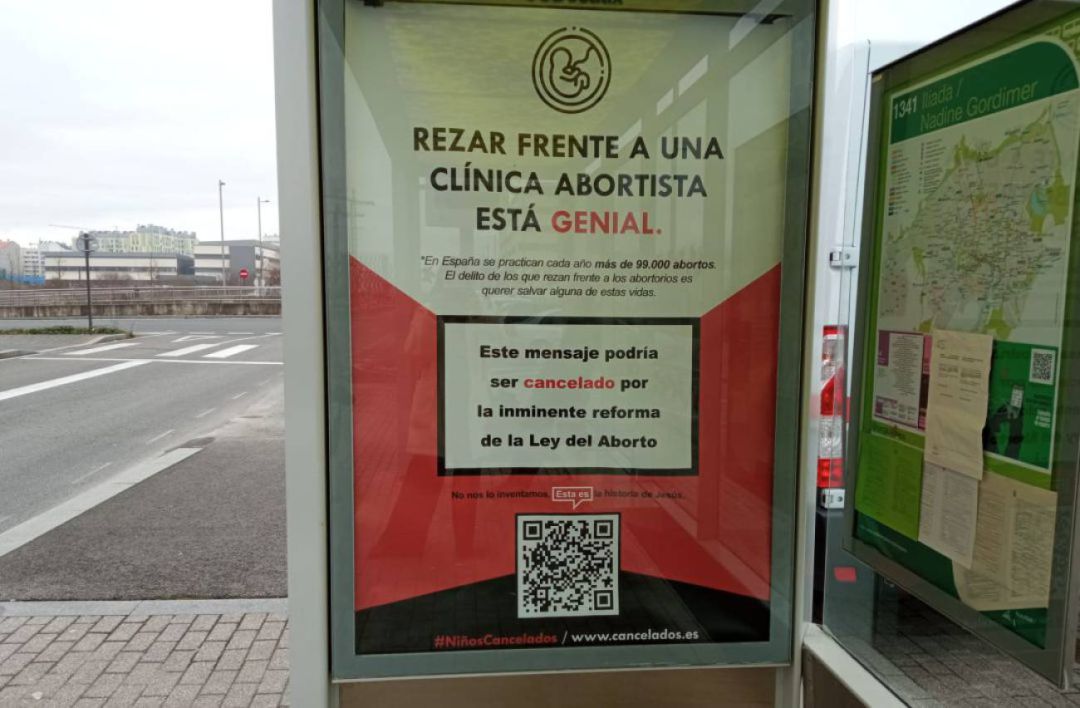 REZAR FRENTE A UNA
CLÍNICA ABORTISTA
ESTÁ GENIAL.
*En España se practican cada año más de 99.000 abortos.
El delito de los que rezan frente a los abortorios es
querer salvar alguna de estas vidas.
Este mensaje podría
ser cancelado por
la inminente reforma
de la Ley del Aborto
No nos lo inventamos. Esta es la historia de Jesús.
#NiñosCancelados / www.cancelados.es
1341 Ilíada /
Nadine Gordimer